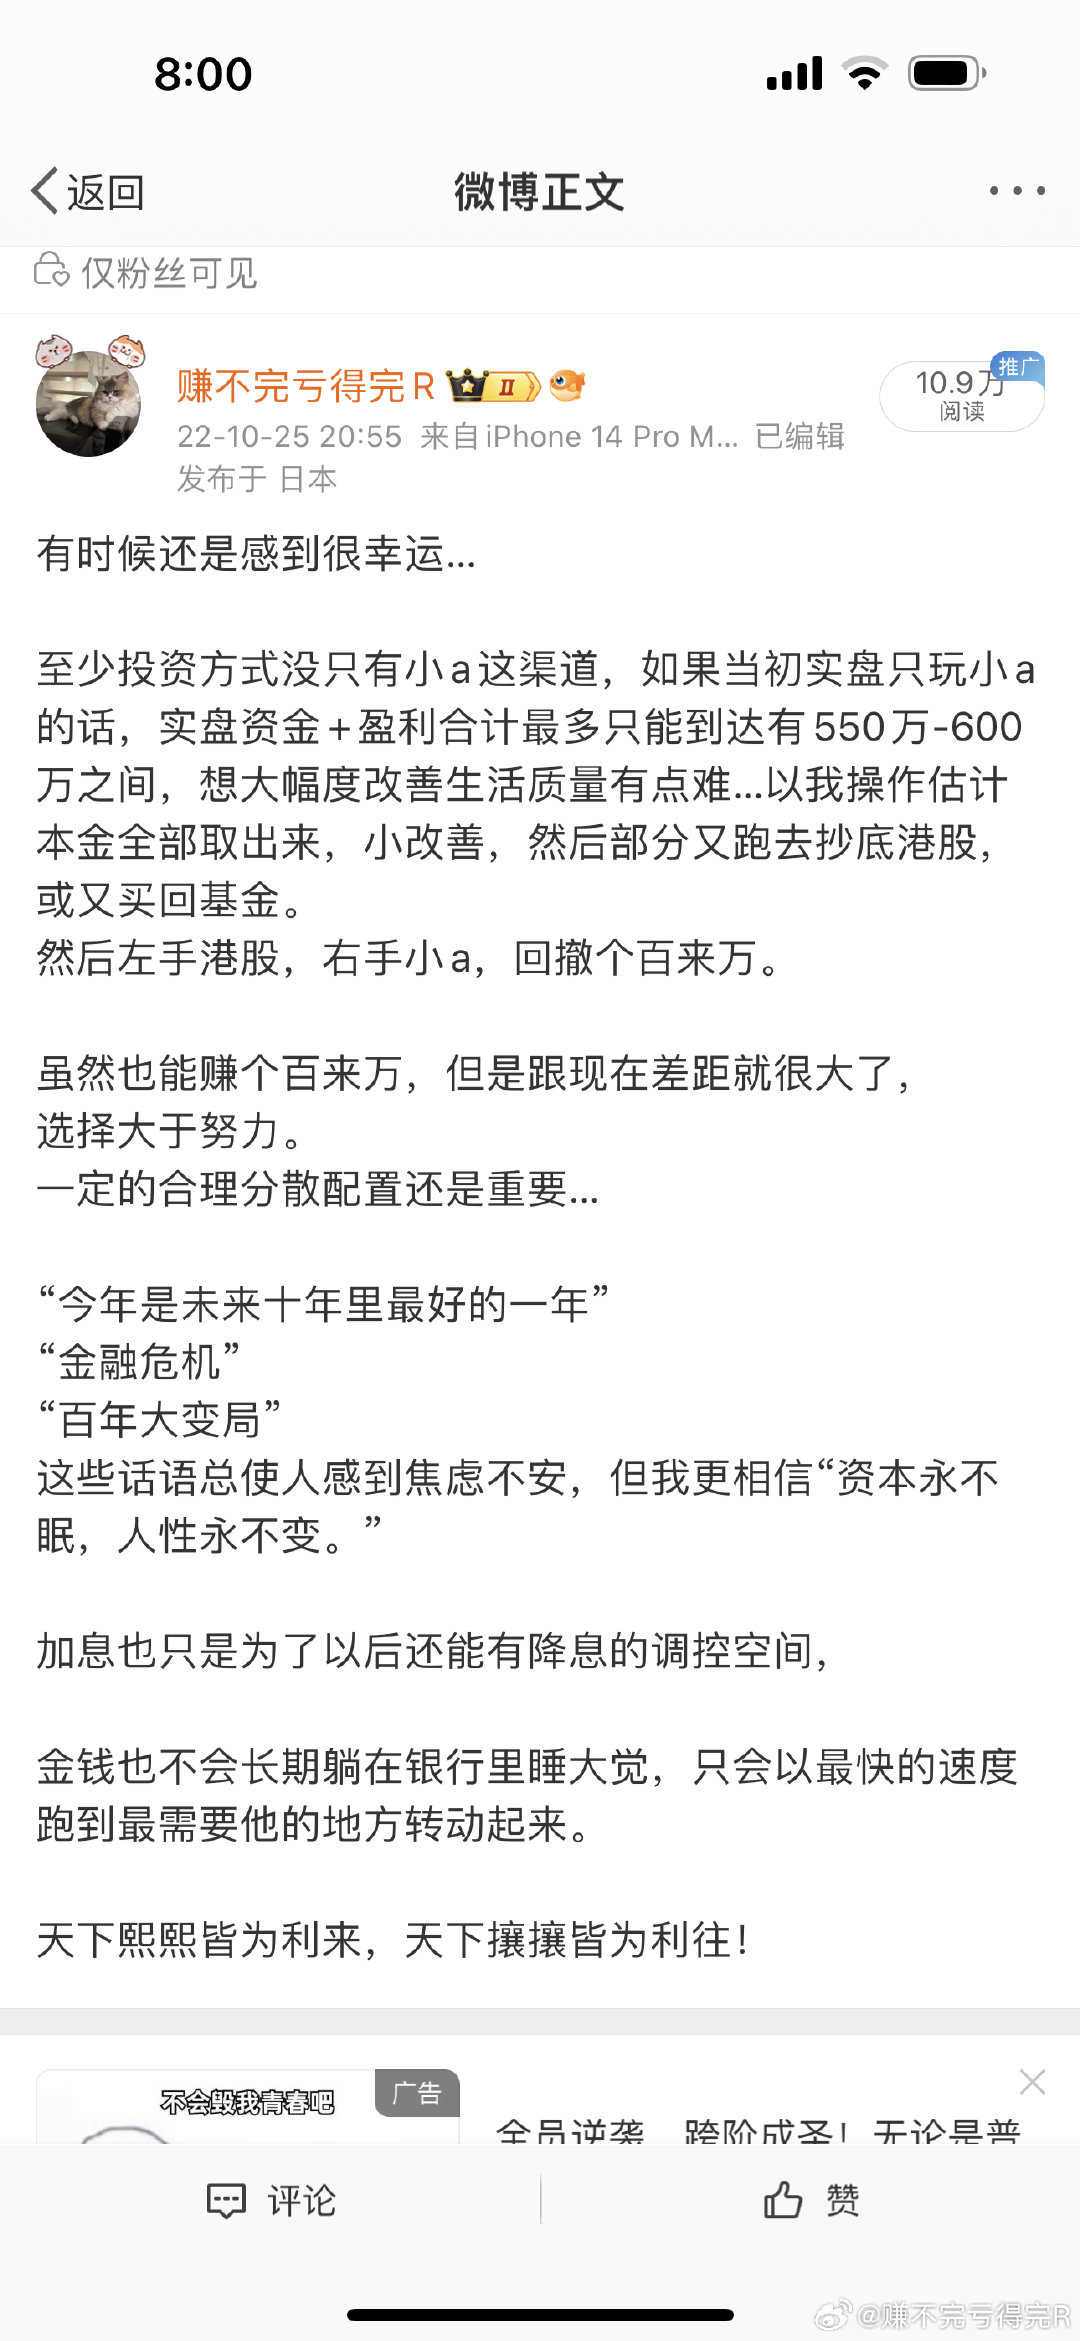 8:00
返回
微博正文
仅粉丝可见
赚不完亏得完R
II
推广
10.9万
阅读
22-10-25 20:55 来自 iPhone 14 Pro M... 已编辑
发布于 日本
有时候还是感到很幸运...
至少投资方式没只有小a这渠道，如果当初实盘只玩小a
的话，实盘资金+盈利合计最多只能到达有550万-600
万之间，想大幅度改善生活质量有点难...以我操作估计
本金全部取出来，小改善，然后部分又跑去抄底港股，
或又买回基金。
然后左手港股，右手小a，回撤个百来万。
虽然也能赚个百来万，但是跟现在差距就很大了，
选择大于努力。
一定的合理分散配置还是重要...
“今年是未来十年里最好的一年”
“金融危机”
“百年大变局”
这些话语总使人感到焦虑不安，但我更相信“资本永不
眠，人性永不变。”
加息也只是为了以后还能有降息的调控空间，
金钱也不会长期躺在银行里睡大觉，只会以最快的速度
跑到最需要他的地方转动起来。
天下熙熙皆为利来，天下攘攘皆为利往！
不会毁我青春吧
广告
全员逆袭，跨阶成圣！无论是普
评论
赞
@赚不完亏得完R